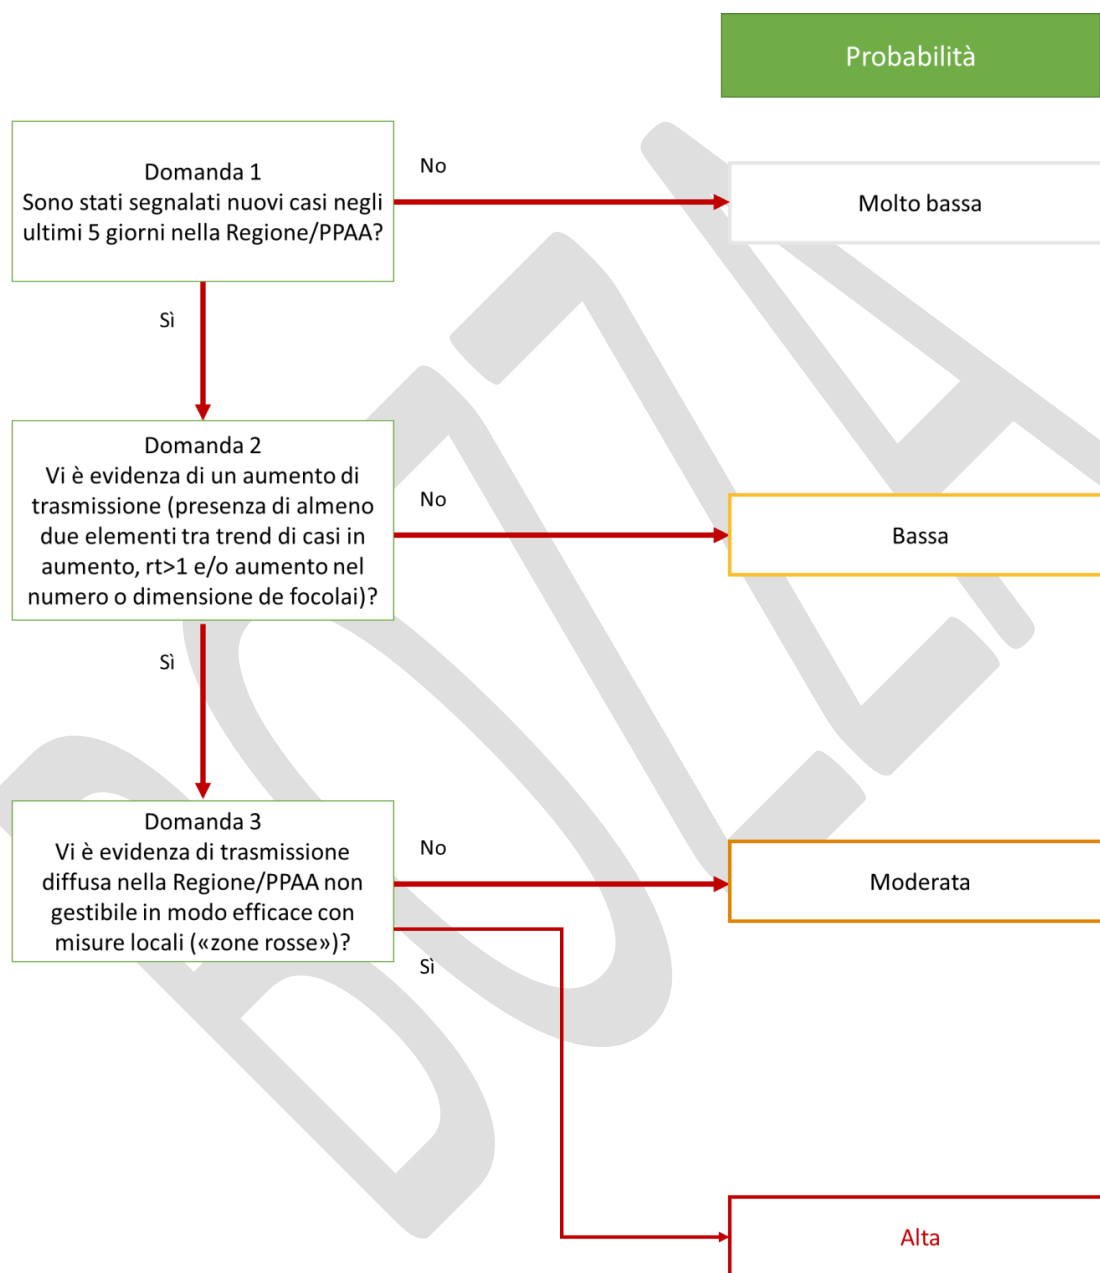 Probabilità
Domanda 1
Sono stati segnalati nuovi casi negli
ultimi 5 giorni nella Regione/PPAA?
No
Molto bassa
Sì
Domanda 2
Vi è evidenza di un aumento di
trasmissione (presenza di almeno
due elementi tra trend di casi in
aumento, rt>1 e/o aumento nel
numero o dimensione de focolai)?
No
Bassa
Sì
Domanda 3
Vi è evidenza di trasmissione
diffusa nella Regione/PPAA non
gestibile in modo efficace con
misure locali («zone rosse»)?
No
Moderata
Sì
Alta
BOZZA